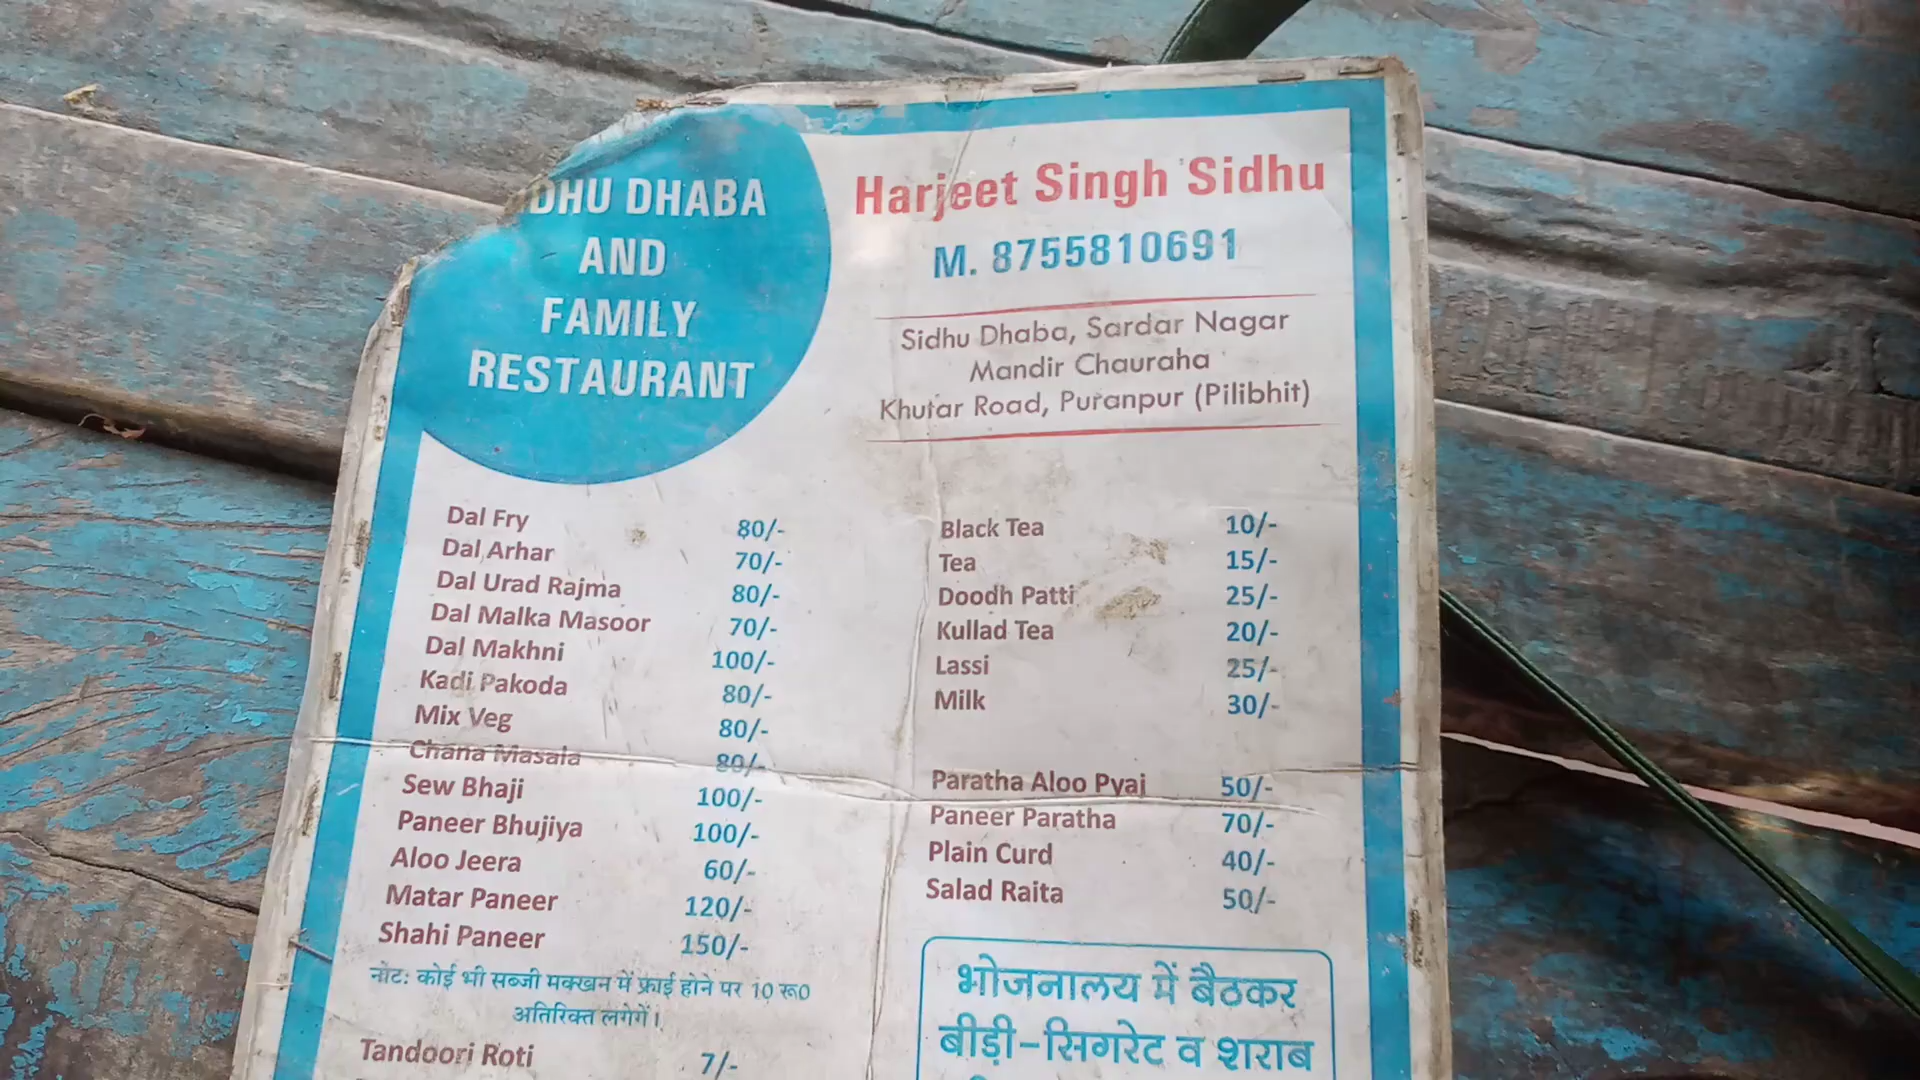 DHU DHABA
AND
FAMILY
RESTAURANT
Harjeet Singh Sidhu
M. 8755810691
Sidhu Dhaba, Sardar Nagar
Mandir Chauraha
Khutar Road, Puranpur (Pilibhit)
Dal Fry 80/-
Dal Arhar 70/-
Dal Urad Rajma 80/-
Dal Malka Masoor 70/-
Dal Makhni 100/-
Kadi Pakoda 80/-
Mix Veg 80/-
Chana Masala 80/-
Sew Bhaji 100/-
Paneer Bhujiya 100/-
Aloo Jeera 60/-
Matar Paneer 120/-
Shahi Paneer 150/-
नोट: कोई भी सब्जी मक्खन में फ्राई होने पर 10 रू0
अतिरिक्त लगेगें।
Tandoori Roti 7/-
Black Tea 10/-
Tea 15/-
Doodh Patti 25/-
Kullad Tea 20/-
Lassi 25/-
Milk 30/-
Paratha Aloo Pyaj 50/-
Paneer Paratha 70/-
Plain Curd 40/-
Salad Raita 50/-
भोजनालय में बैठकर
बीड़ी-सिगरेट व शराब